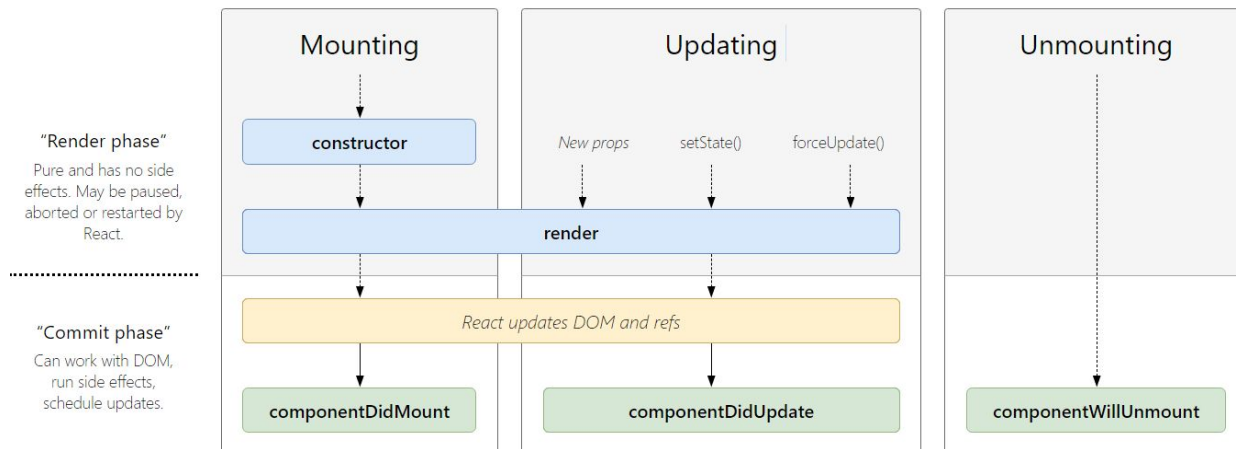 Mounting
Updating
Unmounting
“Render phase”
Pure and has no side
effects. May be paused,
aborted or restarted by
React.
constructor
New props
setState()
forceUpdate()
render
“Commit phase”
Can work with DOM,
run side effects,
schedule updates.
React updates DOM and refs
componentDidMount
componentDidUpdate
componentWillUnmount